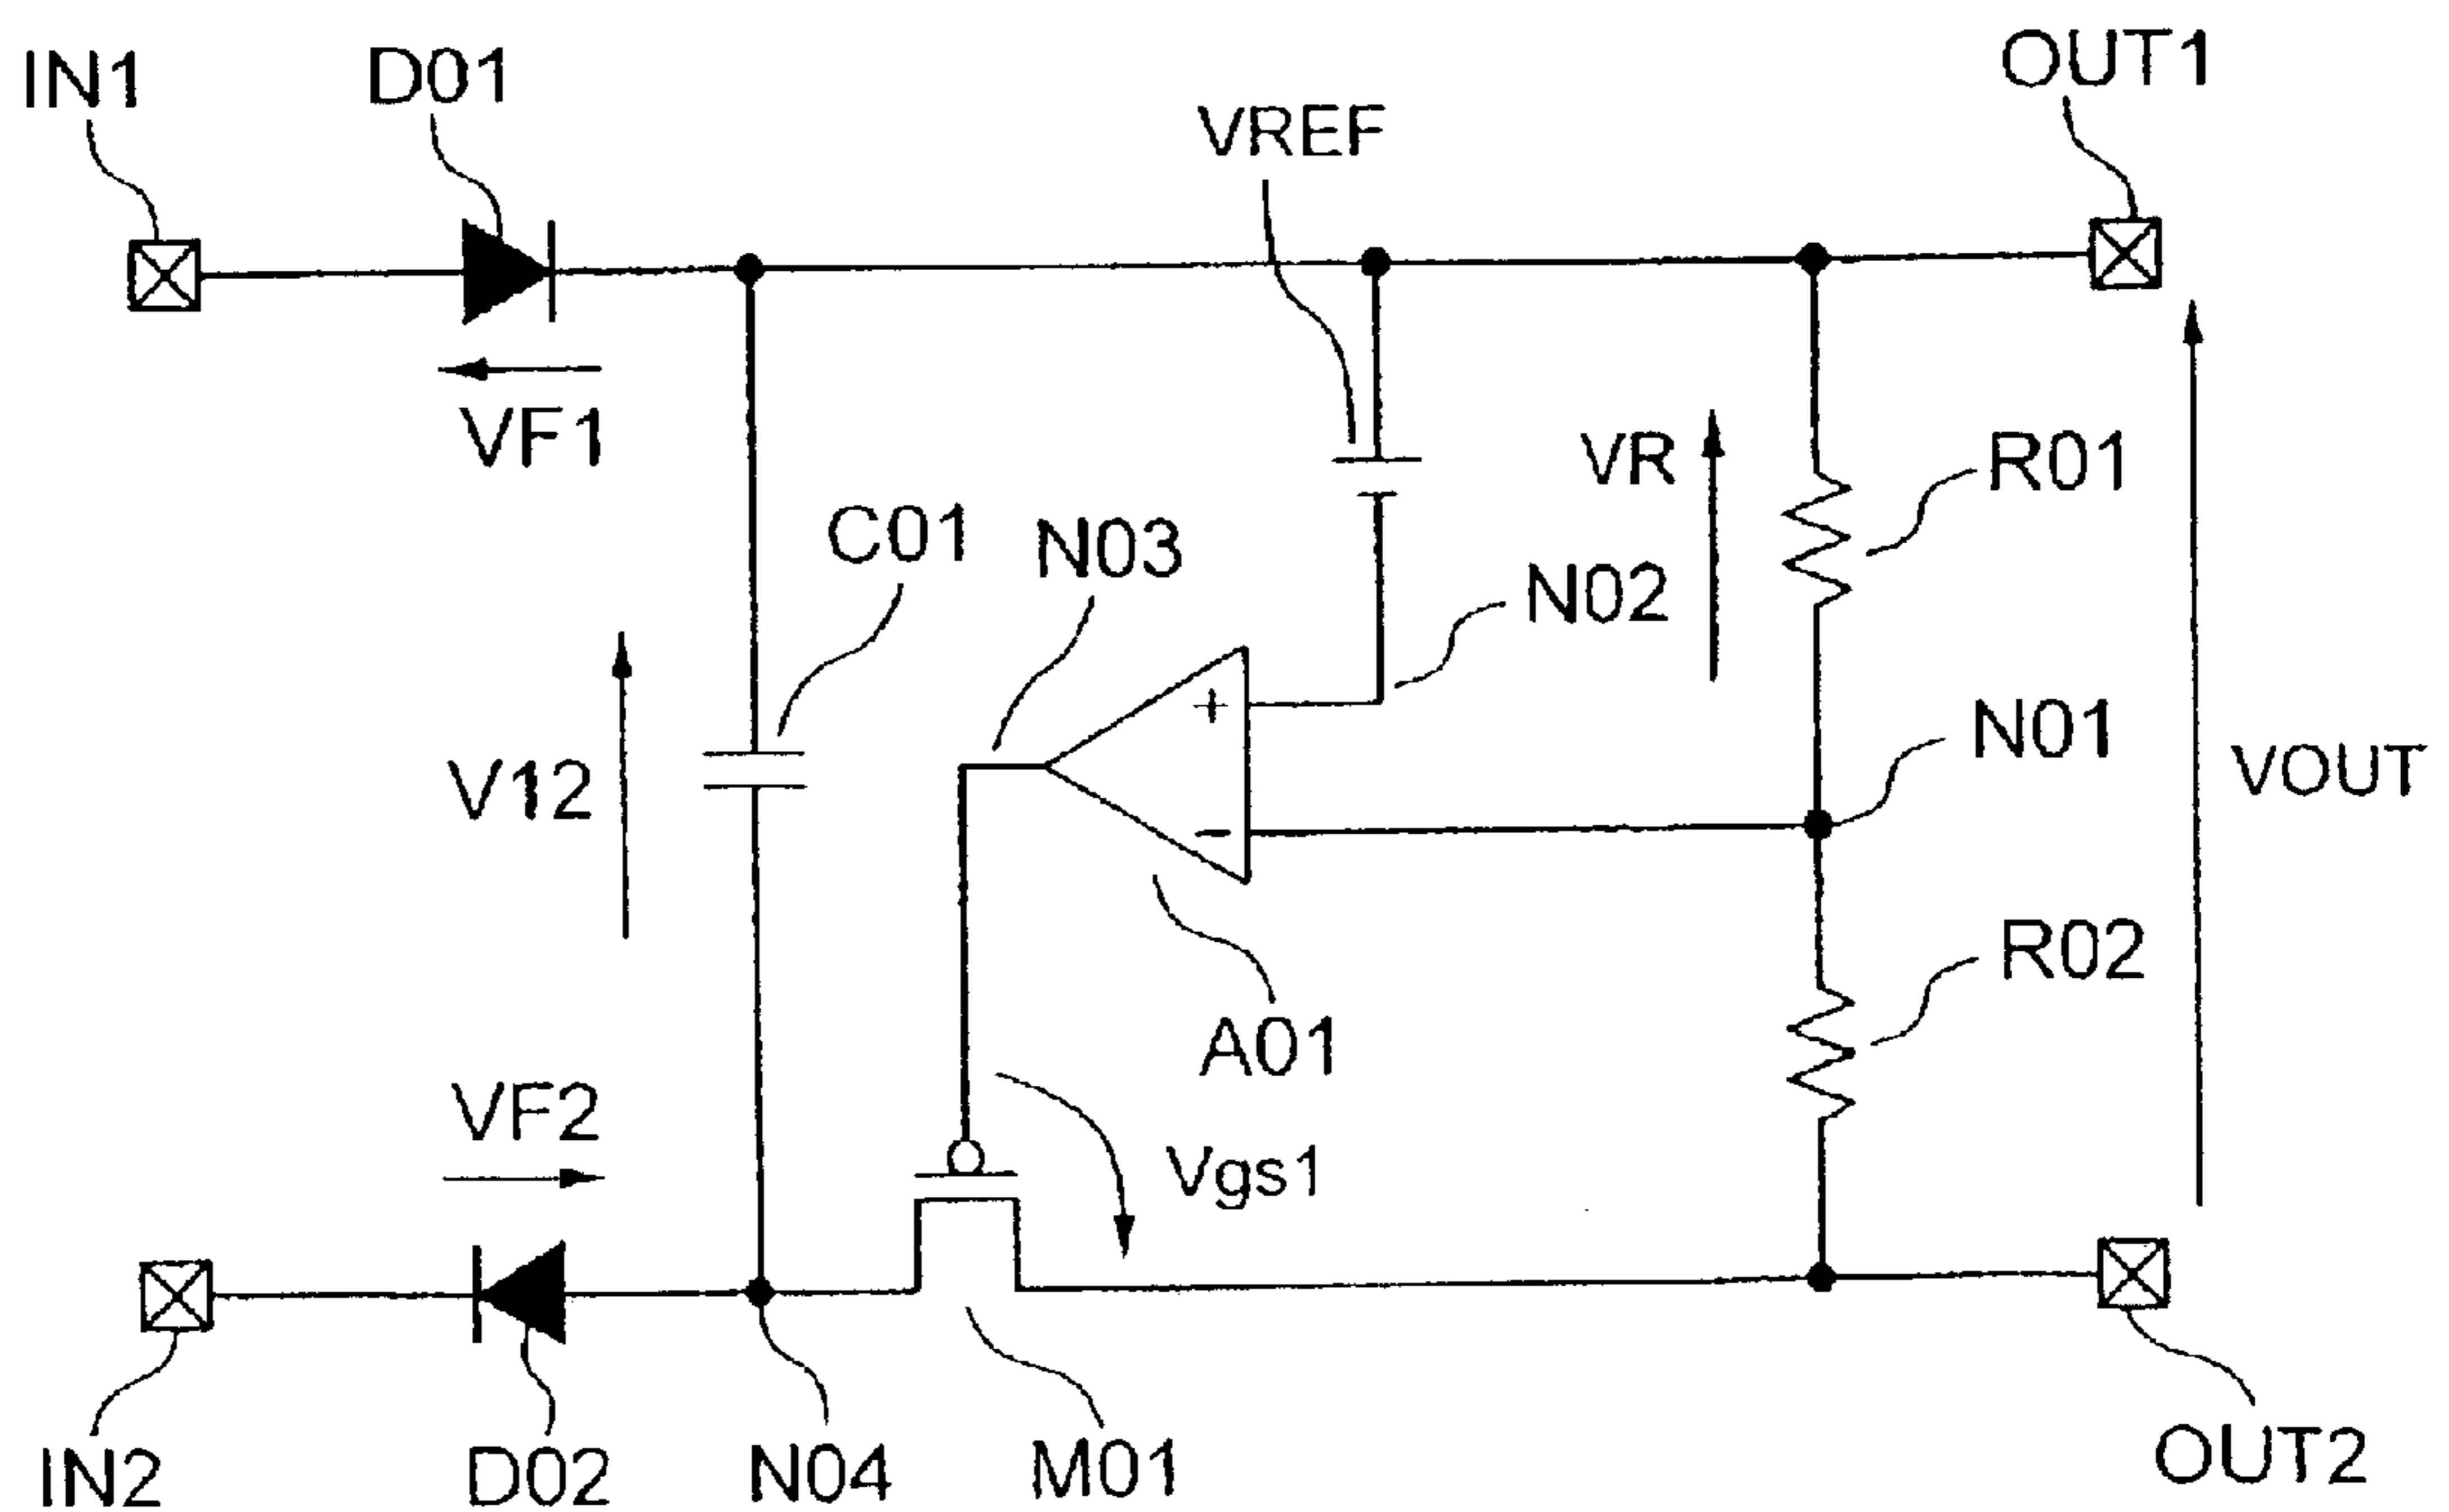 IN1
D01
OUT1
VREF
VF1
VR
R01
C01
N03
N02
+
N01
V12
VOUT
−
R02
A01
VF2
Vgs1
IN2
D02
N04
M01
OUT2